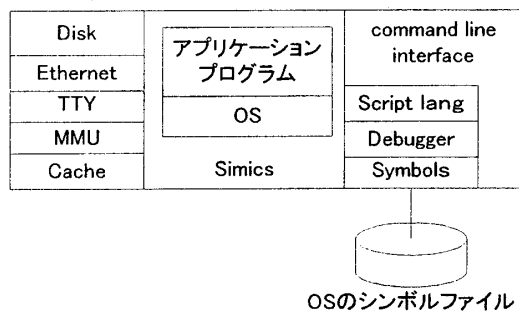 Disk
Ethernet
TTY
MMU
Cache
アプリケーション
プログラム
OS
Simics
command line
interface
Script lang
Debugger
Symbols
OSのシンボルファイル